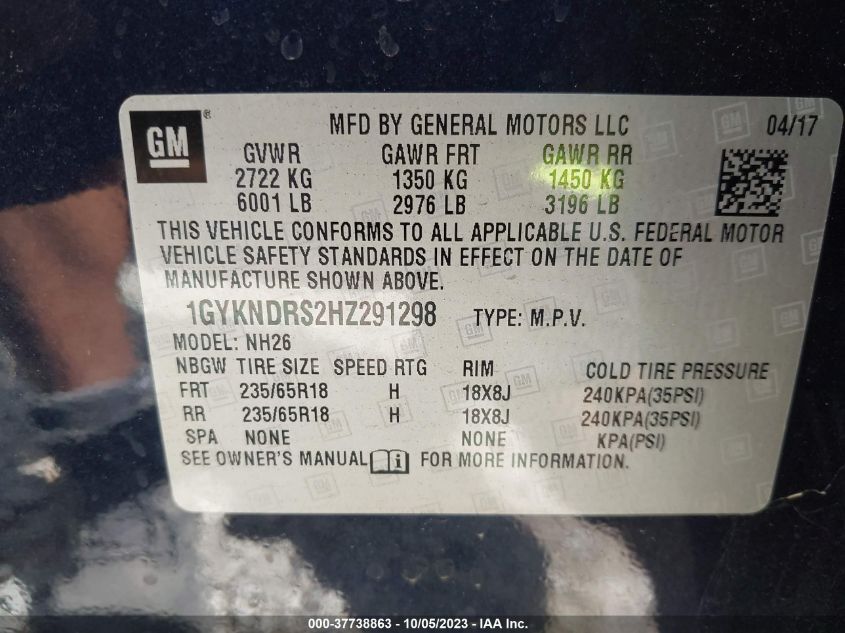 GM ®
MFD BY GENERAL MOTORS LLC 04/17
GVWR GAWR FRT GAWR RR
2722 KG 1350 KG 1450 KG
6001 LB 2976 LB 3196 LB
THIS VEHICLE CONFORMS TO ALL APPLICABLE U.S. FEDERAL MOTOR
VEHICLE SAFETY STANDARDS IN EFFECT ON THE DATE OF
MANUFACTURE SHOWN ABOVE.
1GYKNDRS2HZ291298 TYPE: M.P.V.
MODEL: NH26
NBGW TIRE SIZE SPEED RTG RIM COLD TIRE PRESSURE
FRT 235/65R18 H 18X8J 240KPA(35PSI)
RR 235/65R18 H 18X8J 240KPA(35PSI)
SPA NONE NONE KPA(PSI)
SEE OWNER'S MANUAL i FOR MORE INFORMATION.
000-37738863 - 10/05/2023 - IAA Inc.